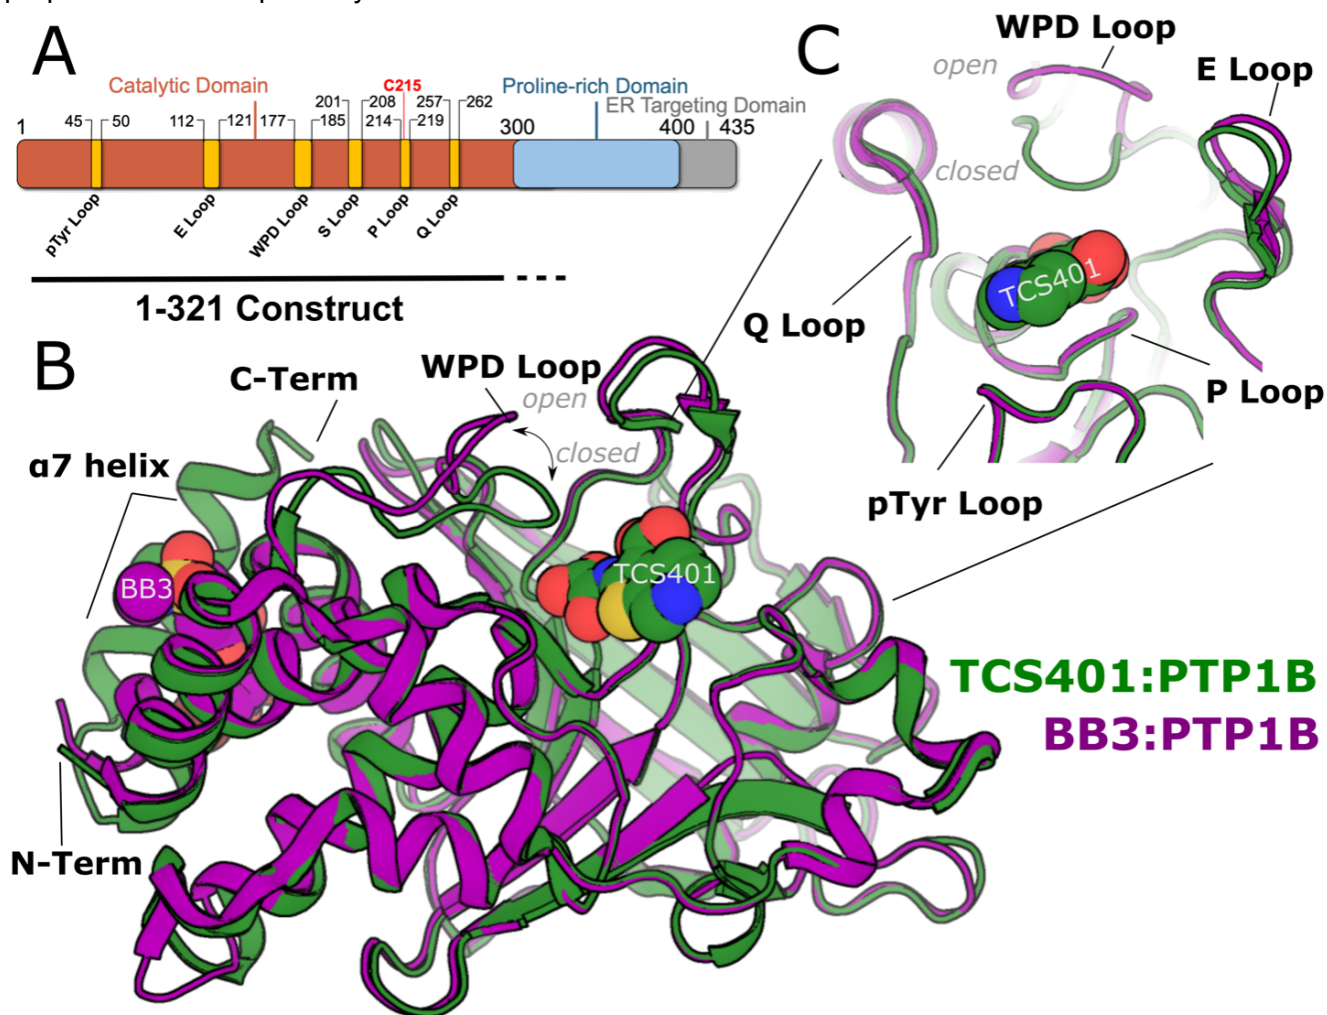 A
Catalytic Domain
C215
Proline-rich Domain
ER Targeting Domain
1
45
50
112
121
177
185
201
208
214
219
257
262
300
400
435
pTyr Loop
E Loop
WPD Loop
S Loop
P Loop
Q Loop
1-321 Construct
B
C-Term
WPD Loop
open
closed
α7 helix
BB3
TCS401
N-Term
C
WPD Loop
open
E Loop
closed
TCS401
Q Loop
P Loop
pTyr Loop
TCS401:PTP1B
BB3:PTP1B